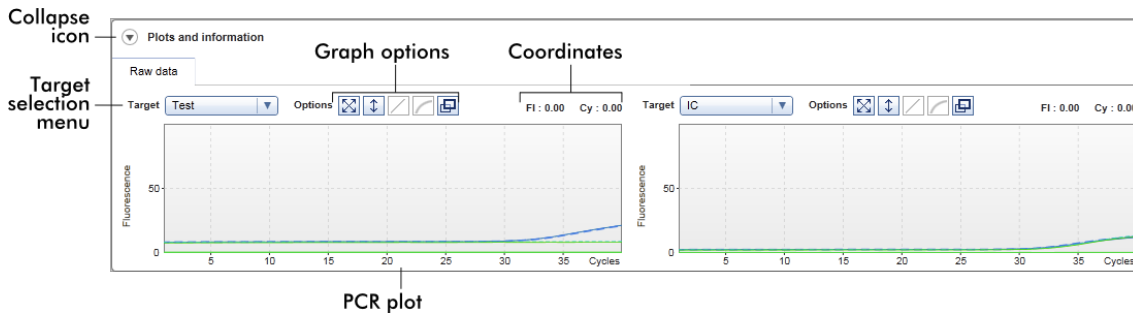 Collapse
icon
Plots and information
Graph options
Coordinates
Raw data
Target
selection
menu
Target Test Options Fl : 0.00 Cy : 0.00
Target IC Options Fl : 0.00 Cy : 0.00
Fluorescence
50
0
5 10 15 20 25 30 35 Cycles
Fluorescence
50
0
5 10 15 20 25 30 35 Cycles
PCR plot